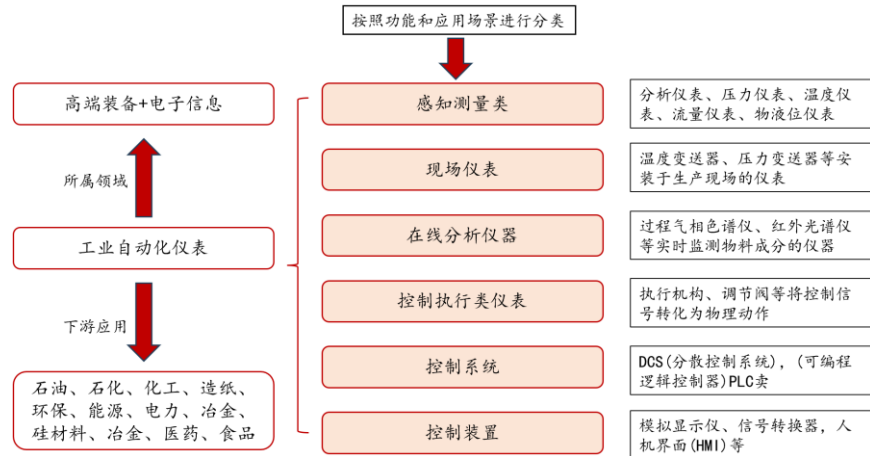 按照功能和应用场景进行分类
高端装备+电子信息
所属领域
工业自动化仪表
下游应用
石油、石化、化工、造纸、
环保、能源、电力、冶金、
硅材料、冶金、医药、食品
感知测量类
分析仪表、压力仪表、温度仪
表、流量仪表、物液位仪表
现场仪表
温度变送器、压力变送器等安
装于生产现场的仪表
在线分析仪器
过程气相色谱仪、红外光谱仪
等实时监测物料成分的仪器
控制执行类仪表
执行机构、调节阀等将控制信
号转化为物理动作
控制系统
DCS(分散控制系统), (可编程
逻辑控制器)PLC卖
控制装置
模拟显示仪、信号转换器，人
机界面(HMI)等